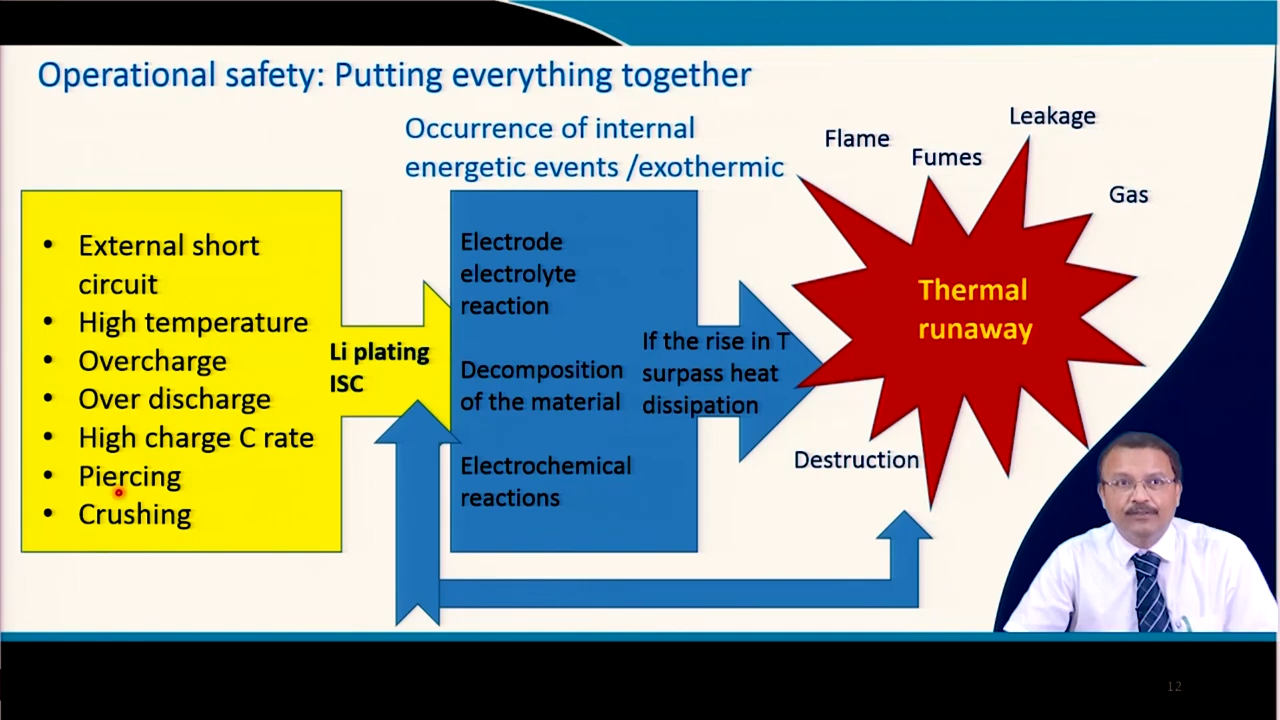 Operational safety: Putting everything together
Occurrence of internal
energetic events /exothermic
• External short
circuit
• High temperature
• Overcharge
• Over discharge
• High charge C rate
• Piercing
• Crushing
Li plating
ISC
Electrode
electrolyte
reaction
Decomposition
of the material
Electrochemical
reactions
If the rise in T
surpass heat
dissipation
Flame
Fumes
Leakage
Gas
Thermal
runaway
Destruction
12